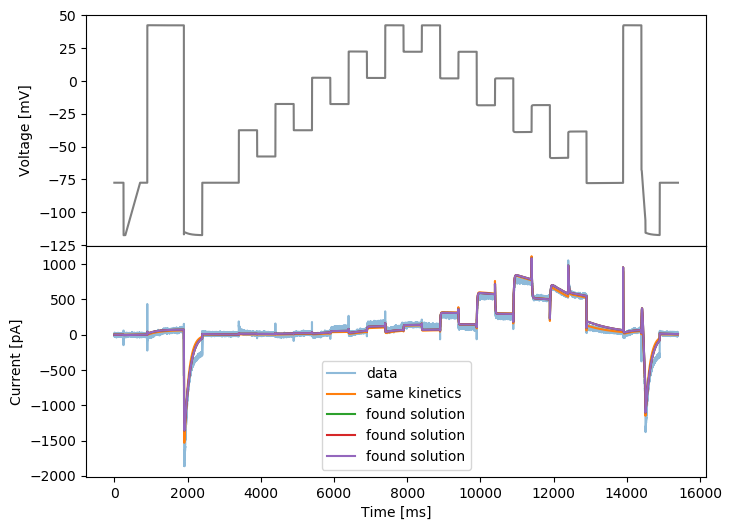 50
25
0
−25
−50
−75
−100
−125
Voltage [mV]
1000
500
0
−500
−1000
−1500
−2000
Current [pA]
data
same kinetics
found solution
found solution
found solution
0 2000 4000 6000 8000 10000 12000 14000 16000
Time [ms]